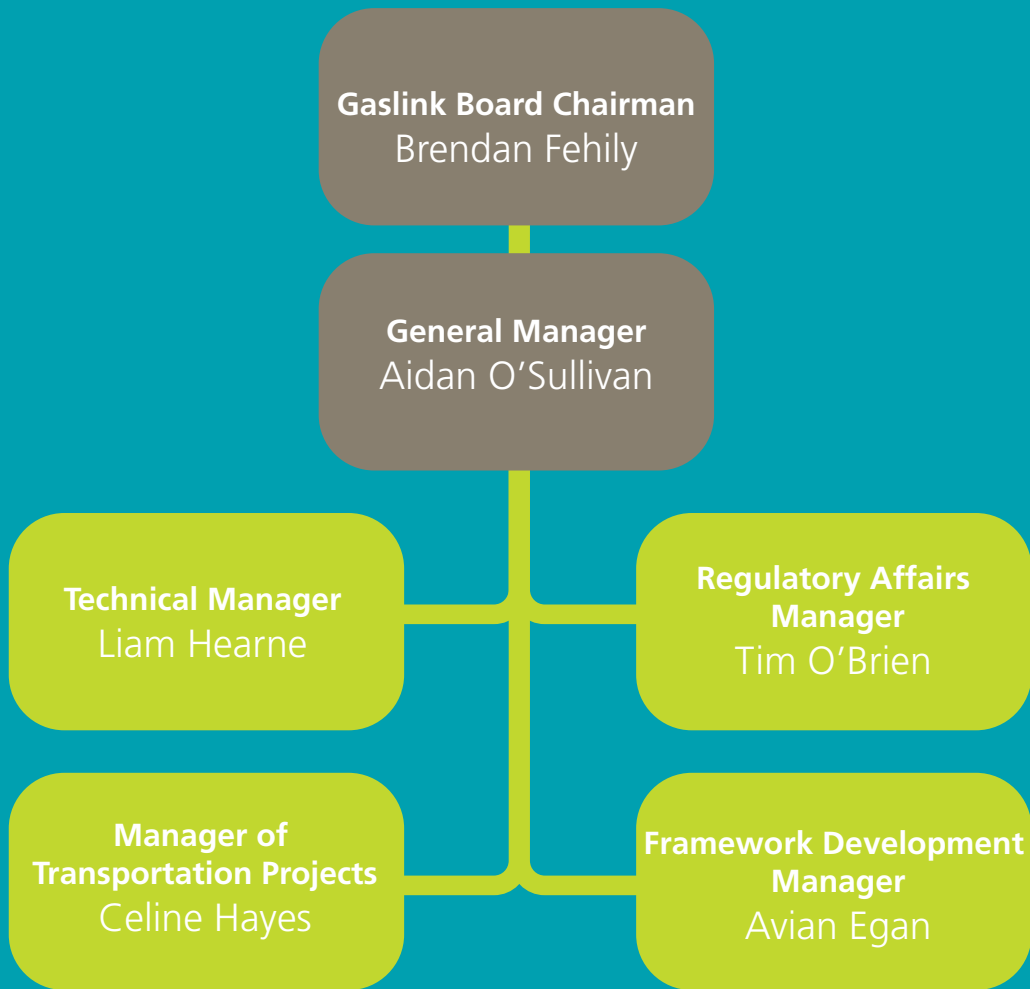 Gaslink Board Chairman
Brendan Fehily
General Manager
Aidan O’Sullivan
Technical Manager
Liam Hearne
Regulatory Affairs
Manager
Tim O’Brien
Manager of
Transportation Projects
Celine Hayes
Framework Development
Manager
Avian Egan